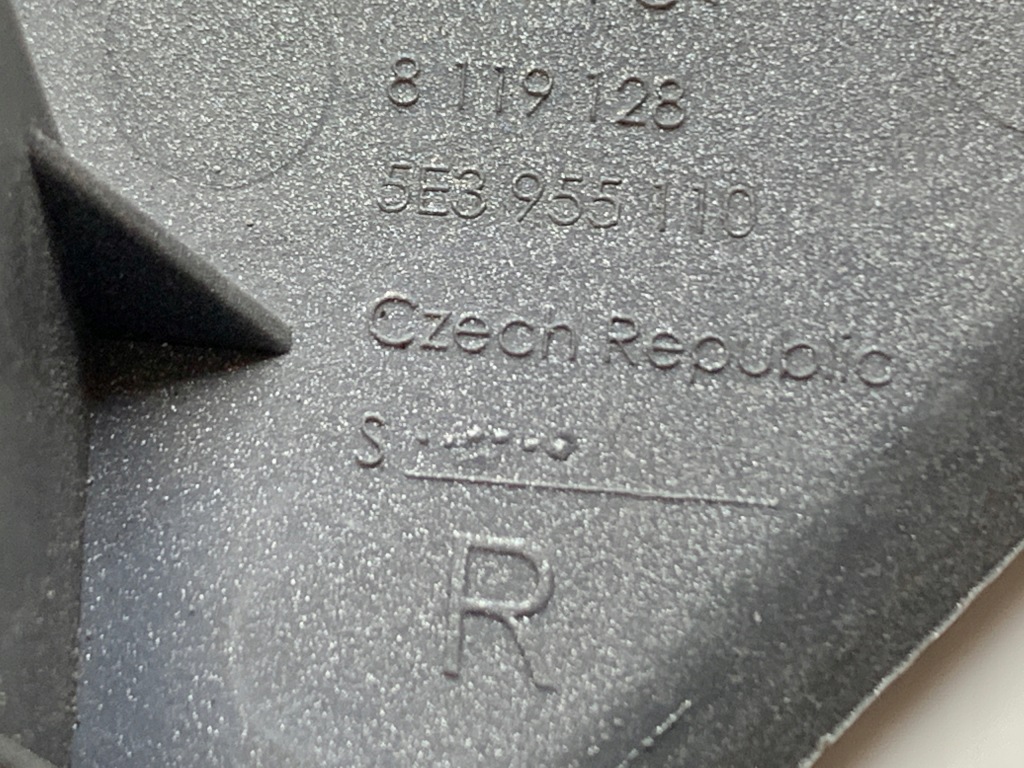 8 119 128
5E3 955 110
Czech Republic
S
R